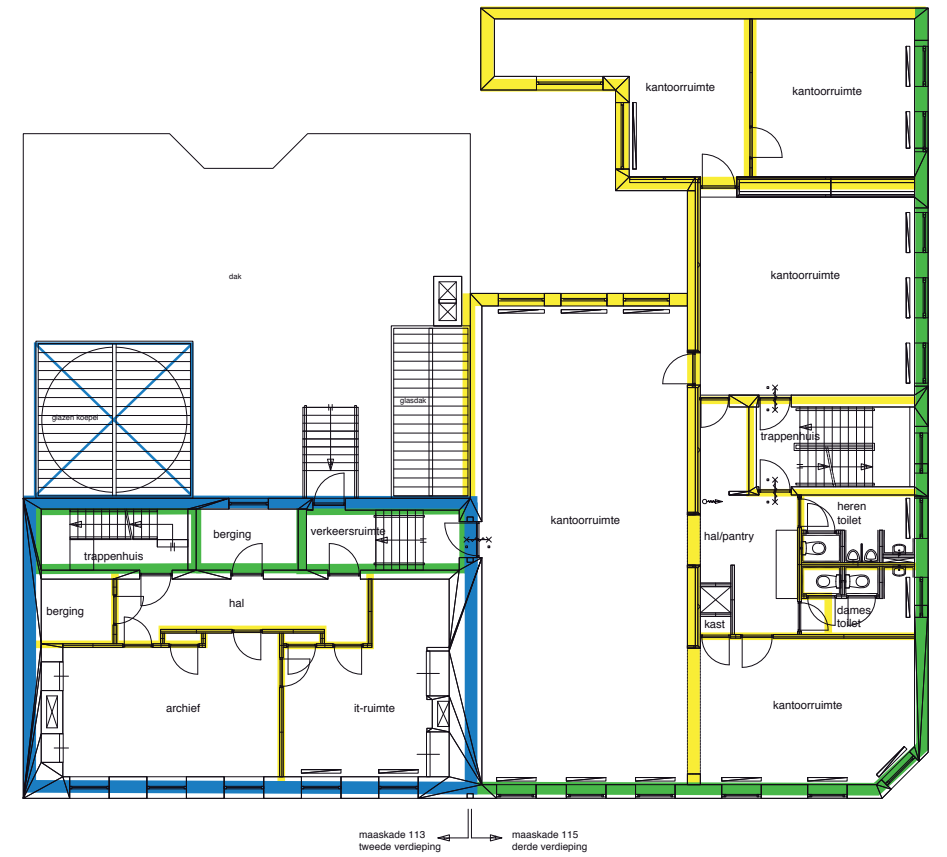 kantoorruimte
kantoorruimte
dak
kantoorruimte
glasdak
glazen koepel
trappenhuis
heren
toilet
kantoorruimte
verkeersruimte
berging
hal/pantry
trappenhuis
hal
berging
dames
toilet
kast
archief
it-ruimte
kantoorruimte
maaskade 113
tweede verdieping
maaskade 115
derde verdieping